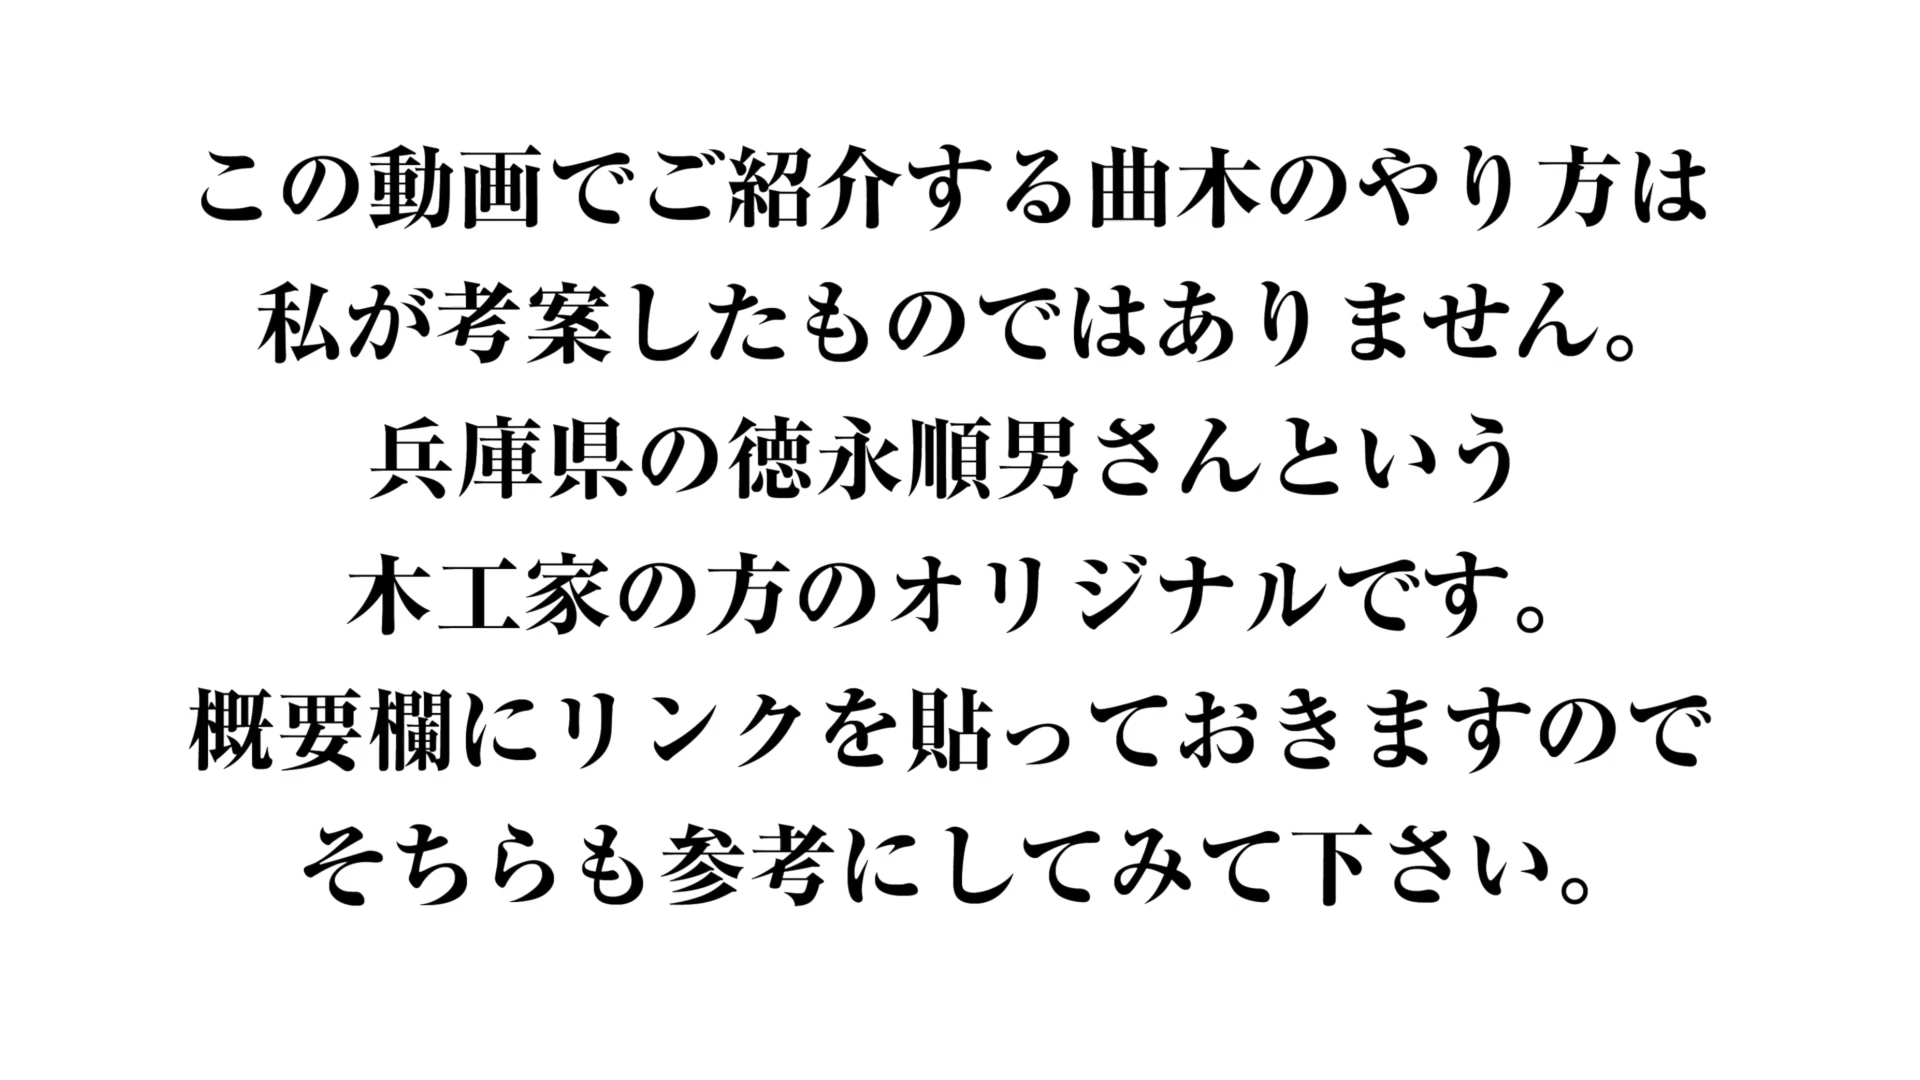 この動画でご紹介する曲木のやり方は
私が考案したものではありません。
兵庫県の徳永順男さんという
木工家の方のオリジナルです。
概要欄にリンクを貼っておきますので
そちらも参考にしてみて下さい。